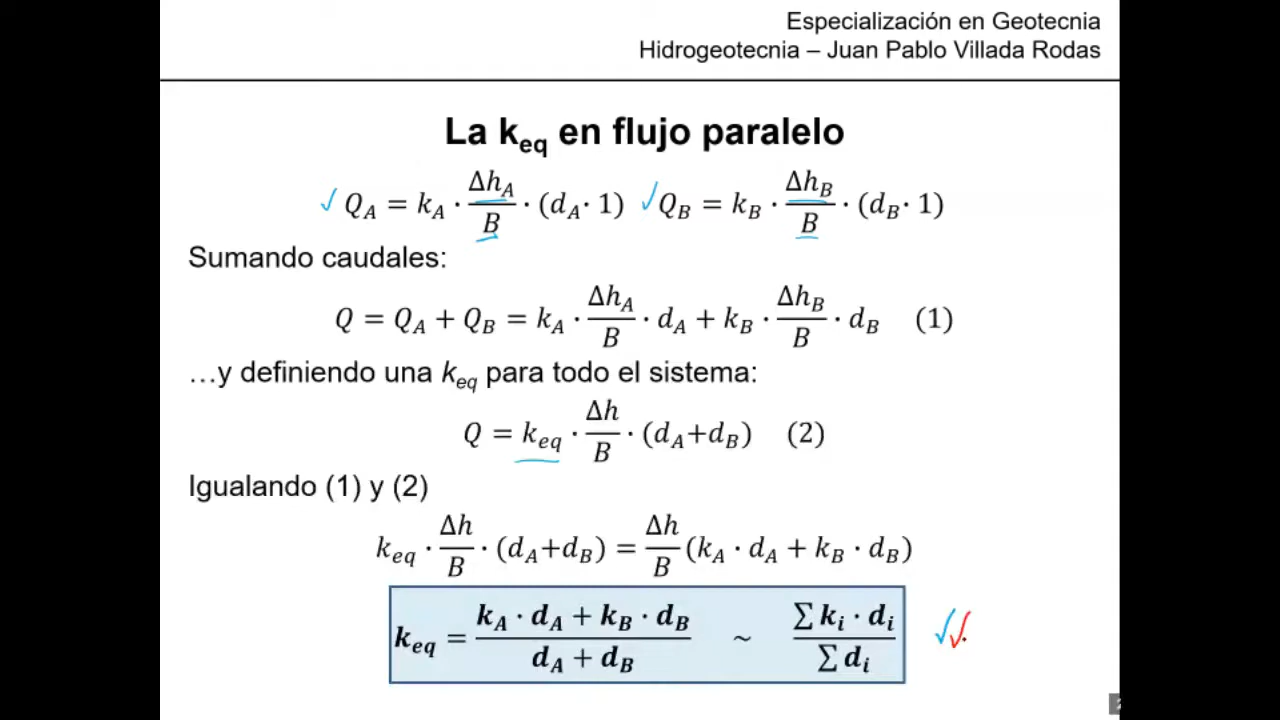 Especialización en Geotecnia
Hidrogeotecnia – Juan Pablo Villada Rodas
La k_eq en flujo paralelo
Q_A = k_A · Δh_A/B · (d_A · 1) Q_B = k_B · Δh_B/B · (d_B · 1)
Sumando caudales:
Q = Q_A + Q_B = k_A · Δh_A/B · d_A + k_B · Δh_B/B · d_B (1)
…y definiendo una k_eq para todo el sistema:
Q = k_eq · Δh/B · (d_A+d_B) (2)
Igualando (1) y (2)
k_eq · Δh/B · (d_A+d_B) = Δh/B (k_A · d_A + k_B · d_B)
k_eq = (k_A · d_A + k_B · d_B)/(d_A + d_B) ~ (∑ k_i · d_i)/(∑ d_i)